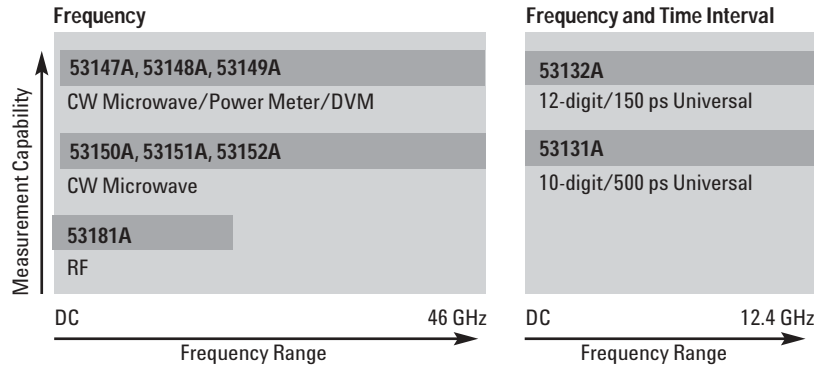 Frequency
Measurement Capability
53147A, 53148A, 53149A
CW Microwave/Power Meter/DVM
53150A, 53151A, 53152A
CW Microwave
53181A
RF
DC
46 GHz
Frequency Range
Frequency and Time Interval
53132A
12-digit/150 ps Universal
53131A
10-digit/500 ps Universal
DC
12.4 GHz
Frequency Range